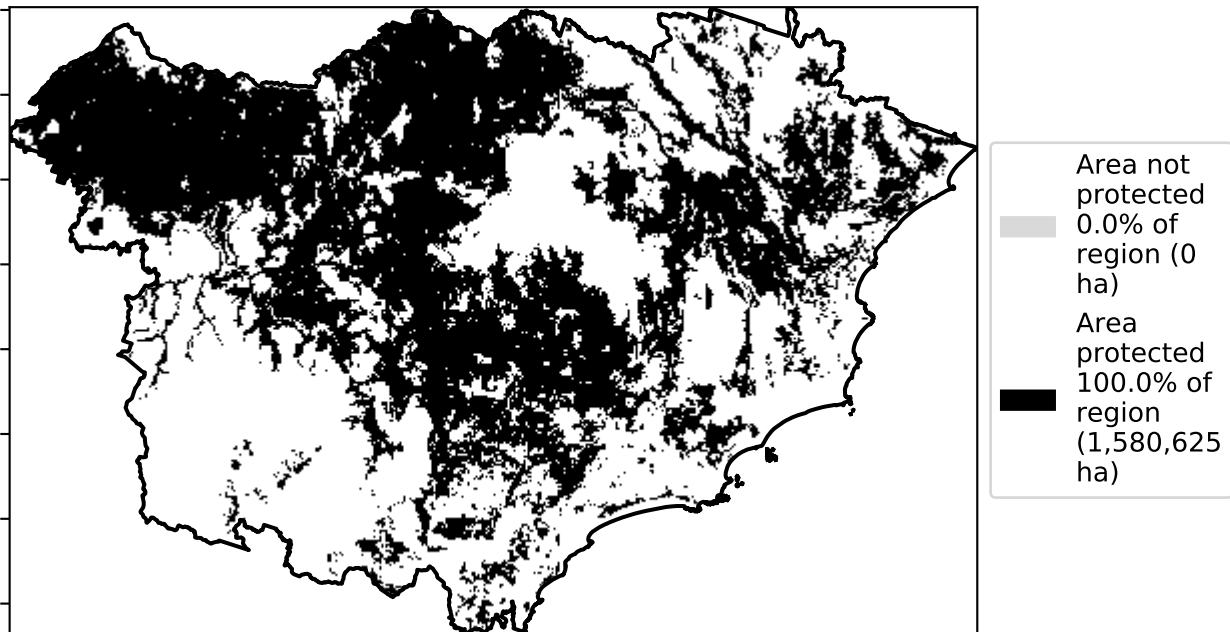 Area not
protected
0.0% of
region (0
ha)
Area
protected
100.0% of
region
(1,580,625
ha)